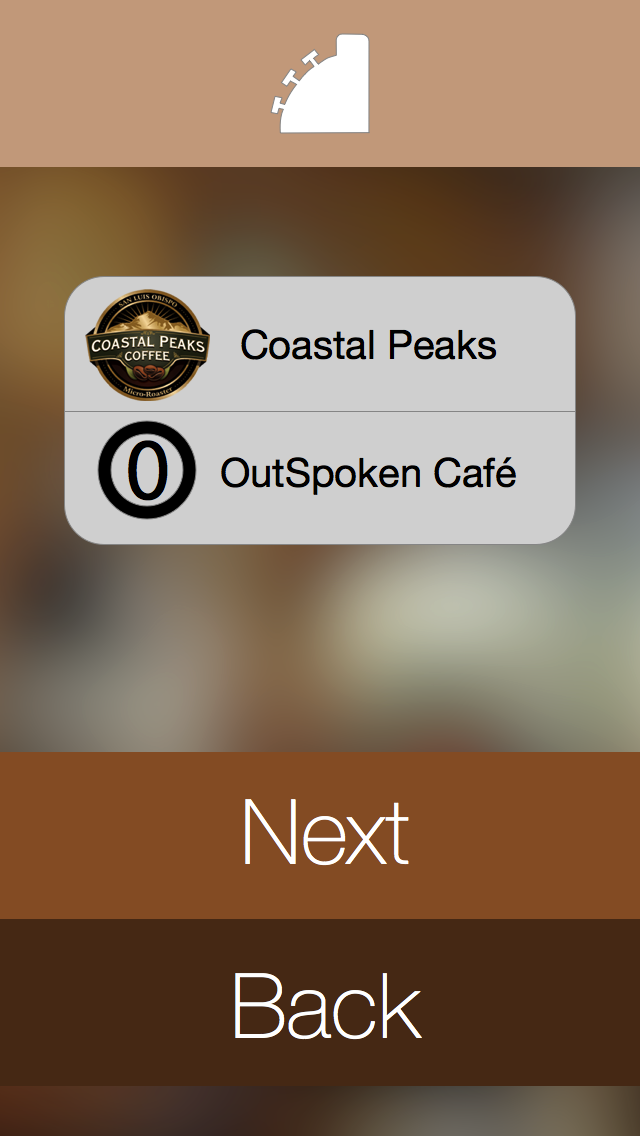 SAN LUIS OBISPO
COASTAL PEAKS
COFFEE
Micro-Roaster
Coastal Peaks
O
OutSpoken Café
Next
Back